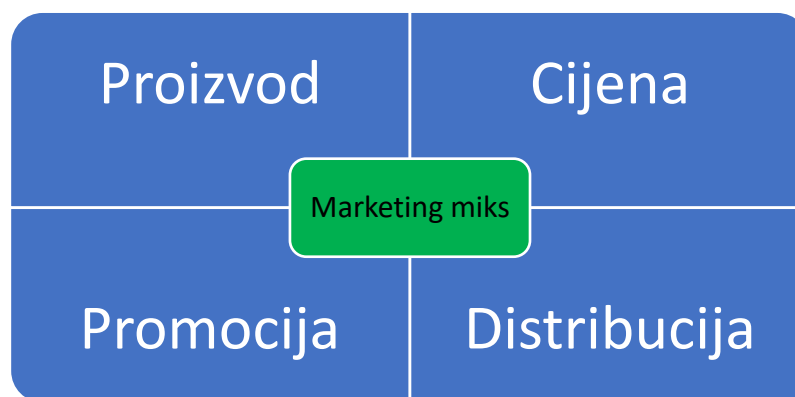 Proizvod
Cijena
Marketing miks
Promocija
Distribucija